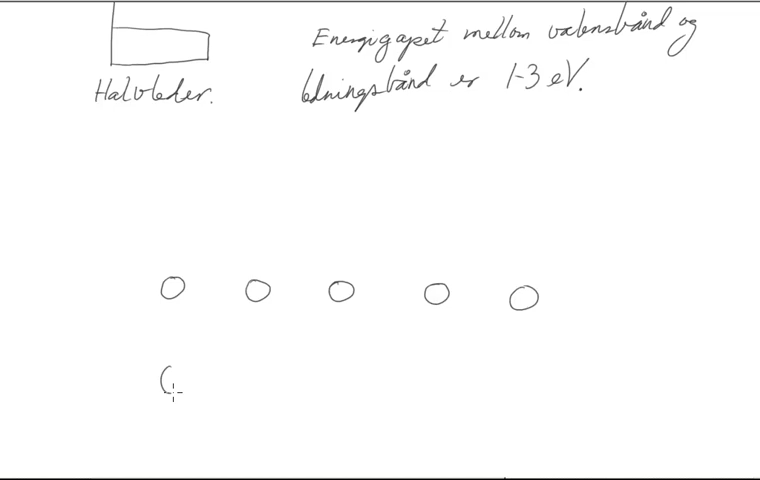 Energigapet mellom valensbånd og
ledningsbånd er 1-3 eV.
Halvleder.